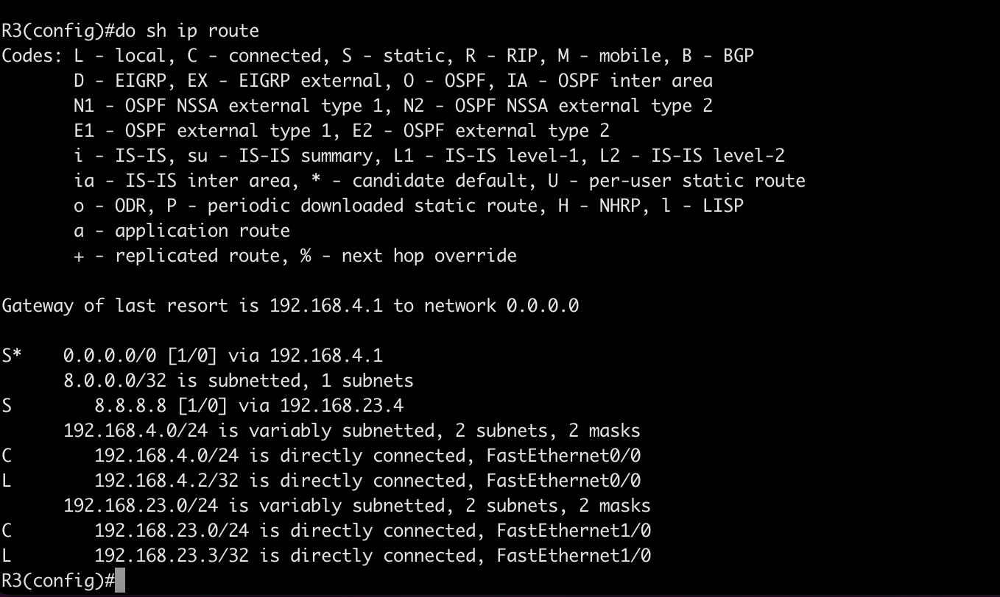 R3(config)#do sh ip route
Codes: L - local, C - connected, S - static, R - RIP, M - mobile, B - BGP
       D - EIGRP, EX - EIGRP external, O - OSPF, IA - OSPF inter area
       N1 - OSPF NSSA external type 1, N2 - OSPF NSSA external type 2
       E1 - OSPF external type 1, E2 - OSPF external type 2
       i - IS-IS, su - IS-IS summary, L1 - IS-IS level-1, L2 - IS-IS level-2
       ia - IS-IS inter area, * - candidate default, U - per-user static route
       o - ODR, P - periodic downloaded static route, H - NHRP, l - LISP
       a - application route
       + - replicated route, % - next hop override

Gateway of last resort is 192.168.4.1 to network 0.0.0.0

S*    0.0.0.0/0 [1/0] via 192.168.4.1
      8.0.0.0/32 is subnetted, 1 subnets
S        8.8.8.8 [1/0] via 192.168.23.4
      192.168.4.0/24 is variably subnetted, 2 subnets, 2 masks
C        192.168.4.0/24 is directly connected, FastEthernet0/0
L        192.168.4.2/32 is directly connected, FastEthernet0/0
      192.168.23.0/24 is variably subnetted, 2 subnets, 2 masks
C        192.168.23.0/24 is directly connected, FastEthernet1/0
L        192.168.23.3/32 is directly connected, FastEthernet1/0
R3(config)#